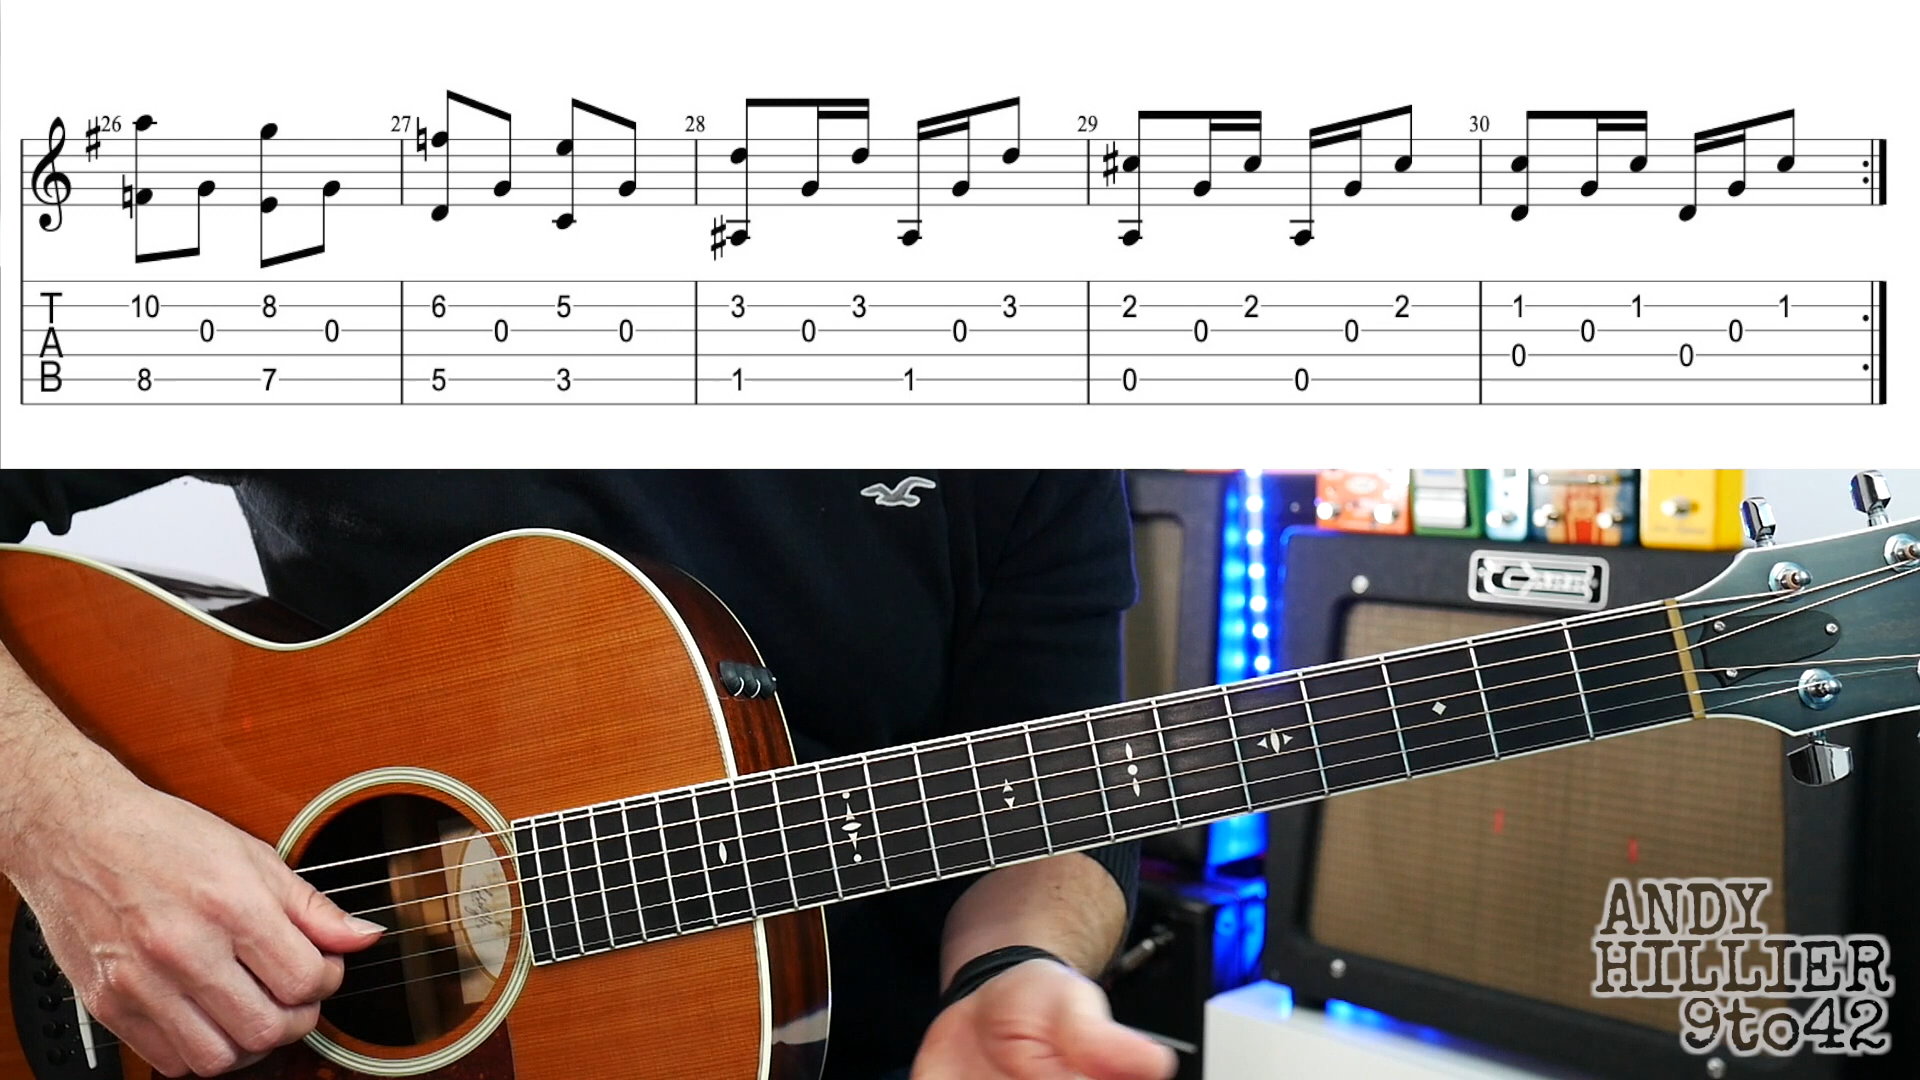 26 27 28 29 30
T 10 8 6 5 3 3 3 2 2 2 1 1 1
A 0 0 0 0 0 0 0 0 0 0
0 0
B 8 7 5 3 1 1 0 0
ANDY
HILLIER
9to42